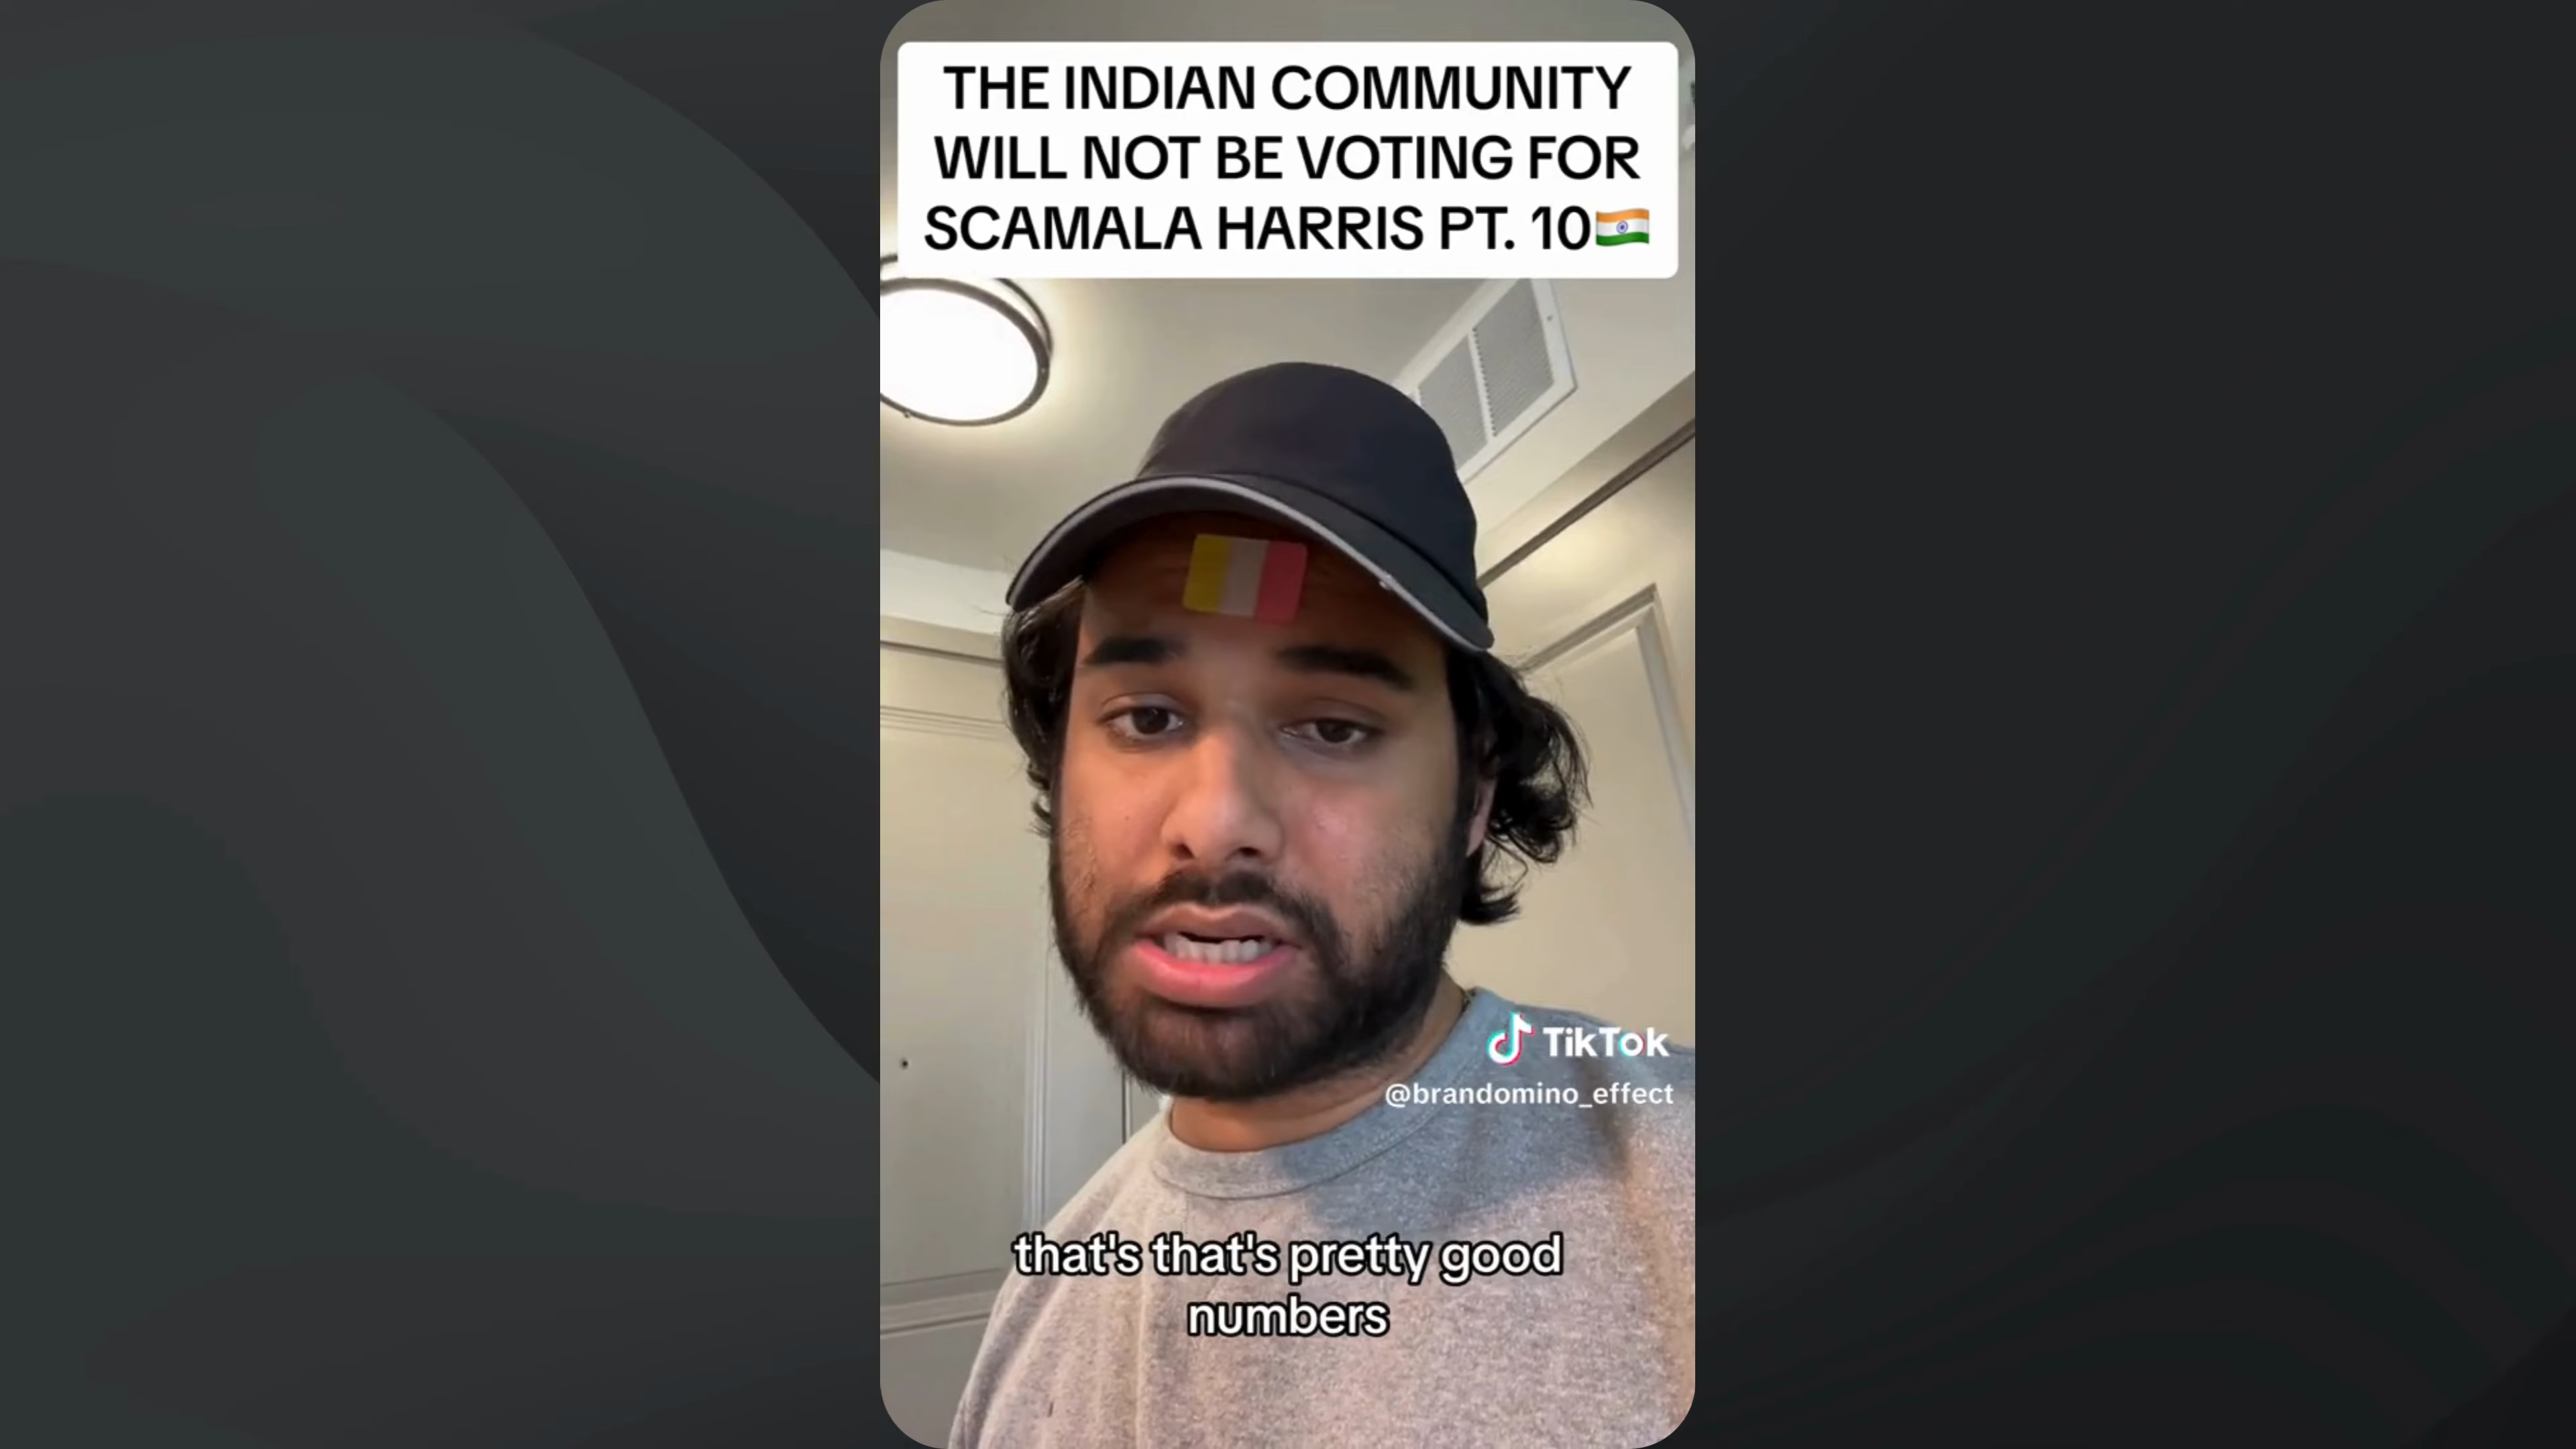 THE INDIAN COMMUNITY
WILL NOT BE VOTING FOR
SCAMALA HARRIS PT. 10🇮🇳
TikTok
@brandomino_effect
that's that's pretty good
numbers